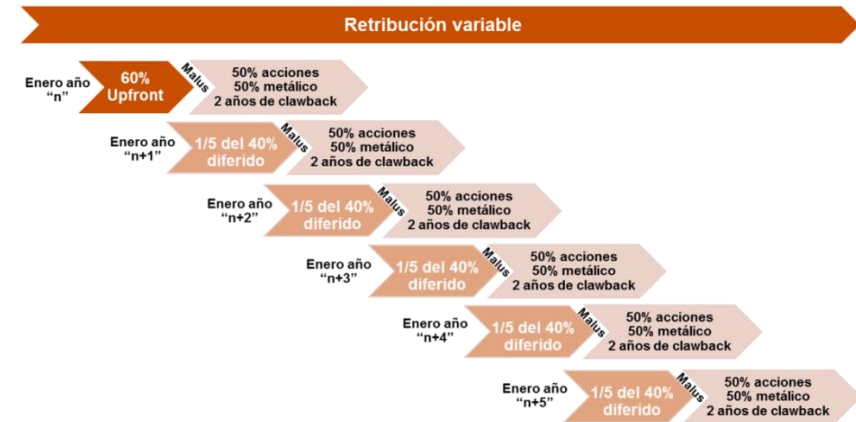 Retribución variable
Enero año
"n"
60%
Upfront
Malus
50% acciones
50% metálico
2 años de clawback
Enero año
"n+1"
1/5 del 40%
diferido
Malus
50% acciones
50% metálico
2 años de clawback
Enero año
"n+2"
1/5 del 40%
diferido
Malus
50% acciones
50% metálico
2 años de clawback
Enero año
"n+3"
1/5 del 40%
diferido
Malus
50% acciones
50% metálico
2 años de clawback
Enero año
"n+4"
1/5 del 40%
diferido
Malus
50% acciones
50% metálico
2 años de clawback
Enero año
"n+5"
1/5 del 40%
diferido
Malus
50% acciones
50% metálico
2 años de clawback